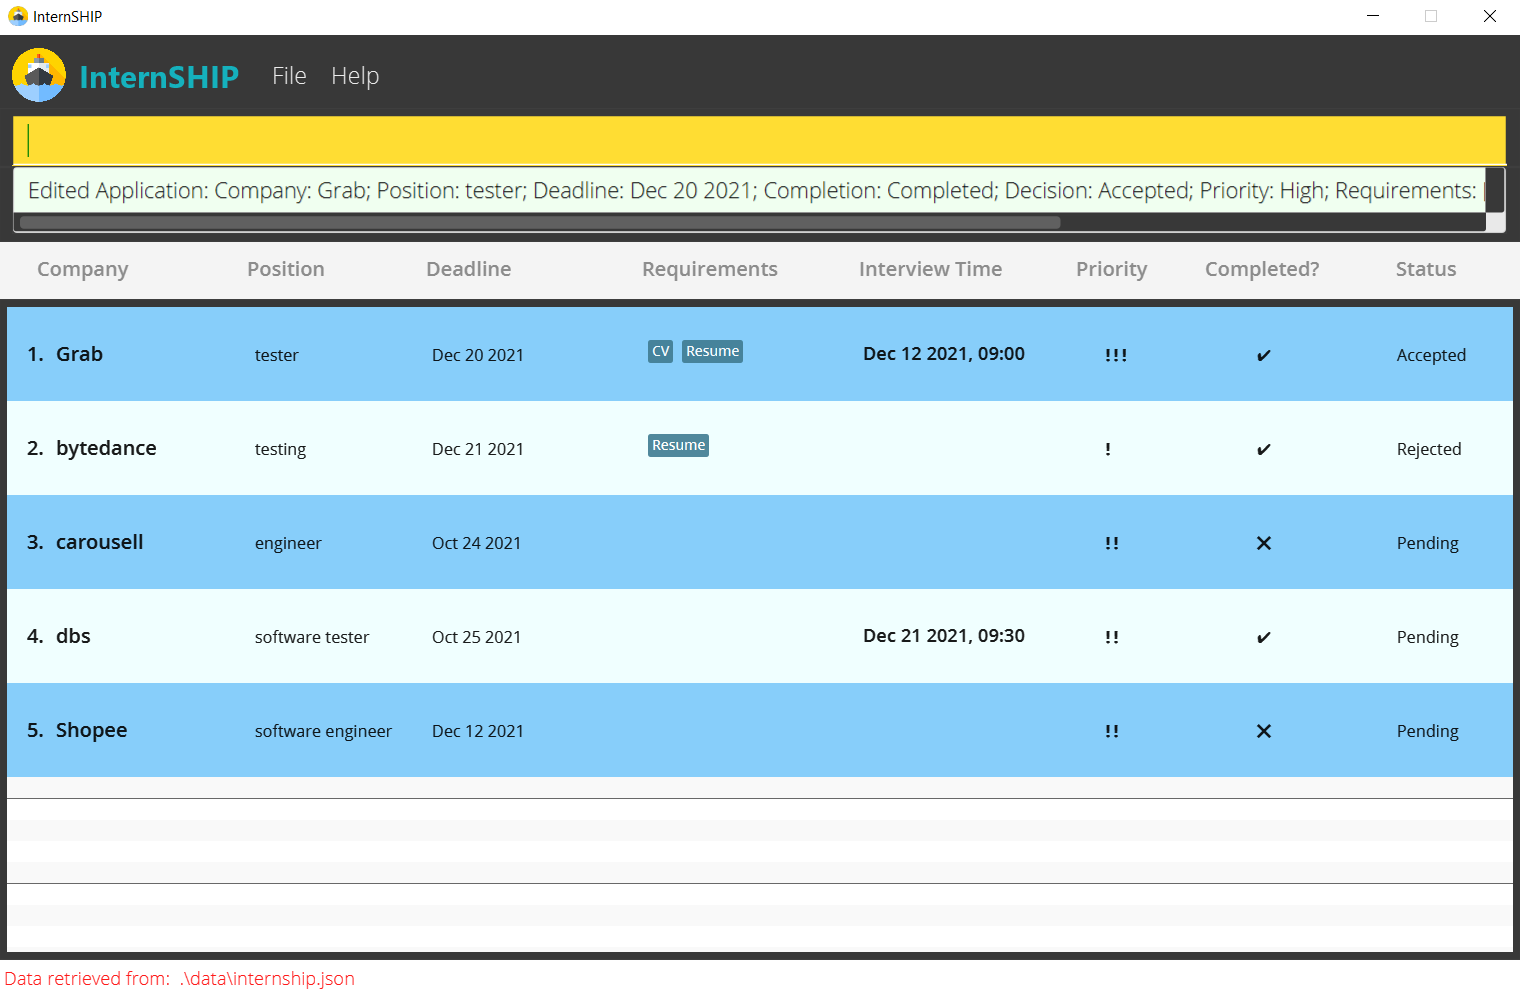 InternSHIP
InternSHIP File Help
Edited Application: Company: Grab; Position: tester; Deadline: Dec 20 2021; Completion: Completed; Decision: Accepted; Priority: High; Requirements: [
Company Position Deadline Requirements Interview Time Priority Completed? Status
1. Grab tester Dec 20 2021 CV Resume Dec 12 2021, 09:00 !!! ✔ Accepted
2. bytedance testing Dec 21 2021 Resume ! ✔ Rejected
3. carousell engineer Oct 24 2021 !! ✕ Pending
4. dbs software tester Oct 25 2021 Dec 21 2021, 09:30 !! ✔ Pending
5. Shopee software engineer Dec 12 2021 !! ✕ Pending
Data retrieved from: .\data\internship.json